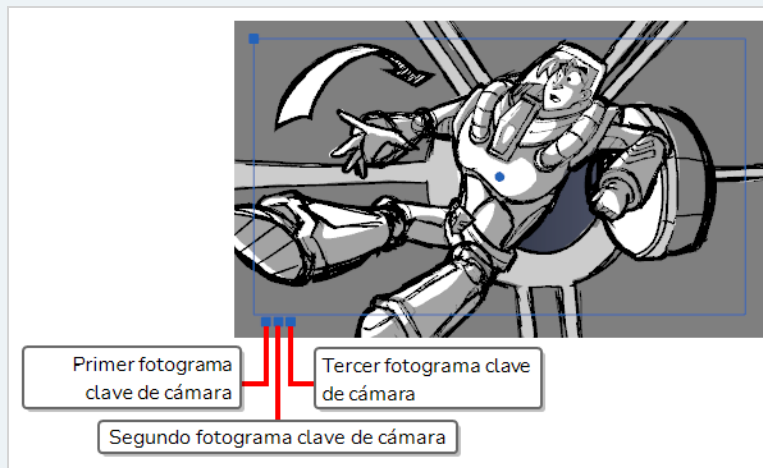 Primer fotograma
clave de cámara
Tercer fotograma clave
de cámara
Segundo fotograma clave de cámara